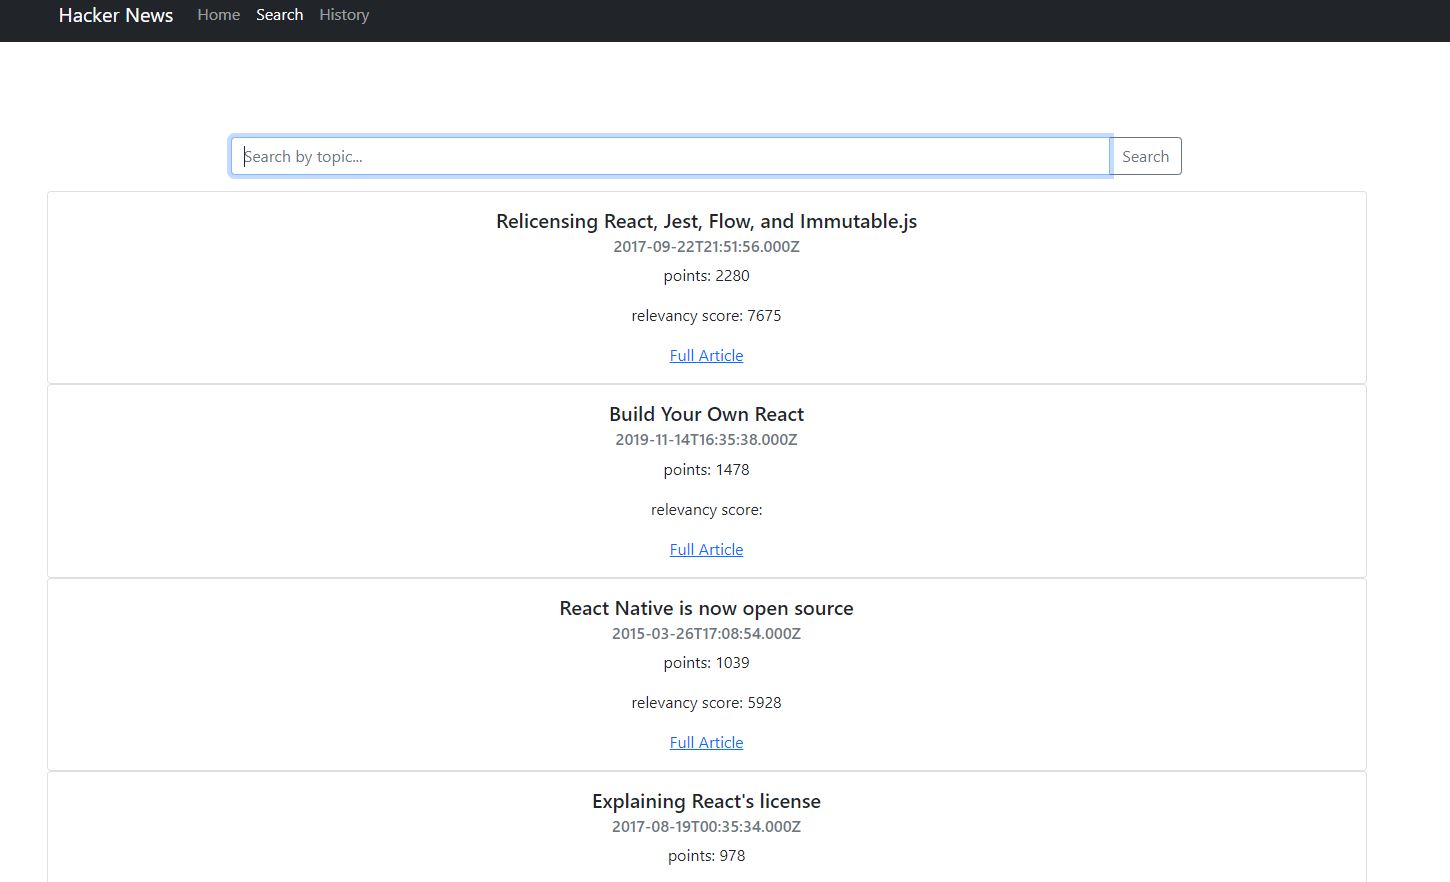 Hacker News Home Search History
Search by topic... Search
Relicensing React, Jest, Flow, and Immutable.js
2017-09-22T21:51:56.000Z
points: 2280
relevancy score: 7675
Full Article
Build Your Own React
2019-11-14T16:35:38.000Z
points: 1478
relevancy score:
Full Article
React Native is now open source
2015-03-26T17:08:54.000Z
points: 1039
relevancy score: 5928
Full Article
Explaining React's license
2017-08-19T00:35:34.000Z
points: 978